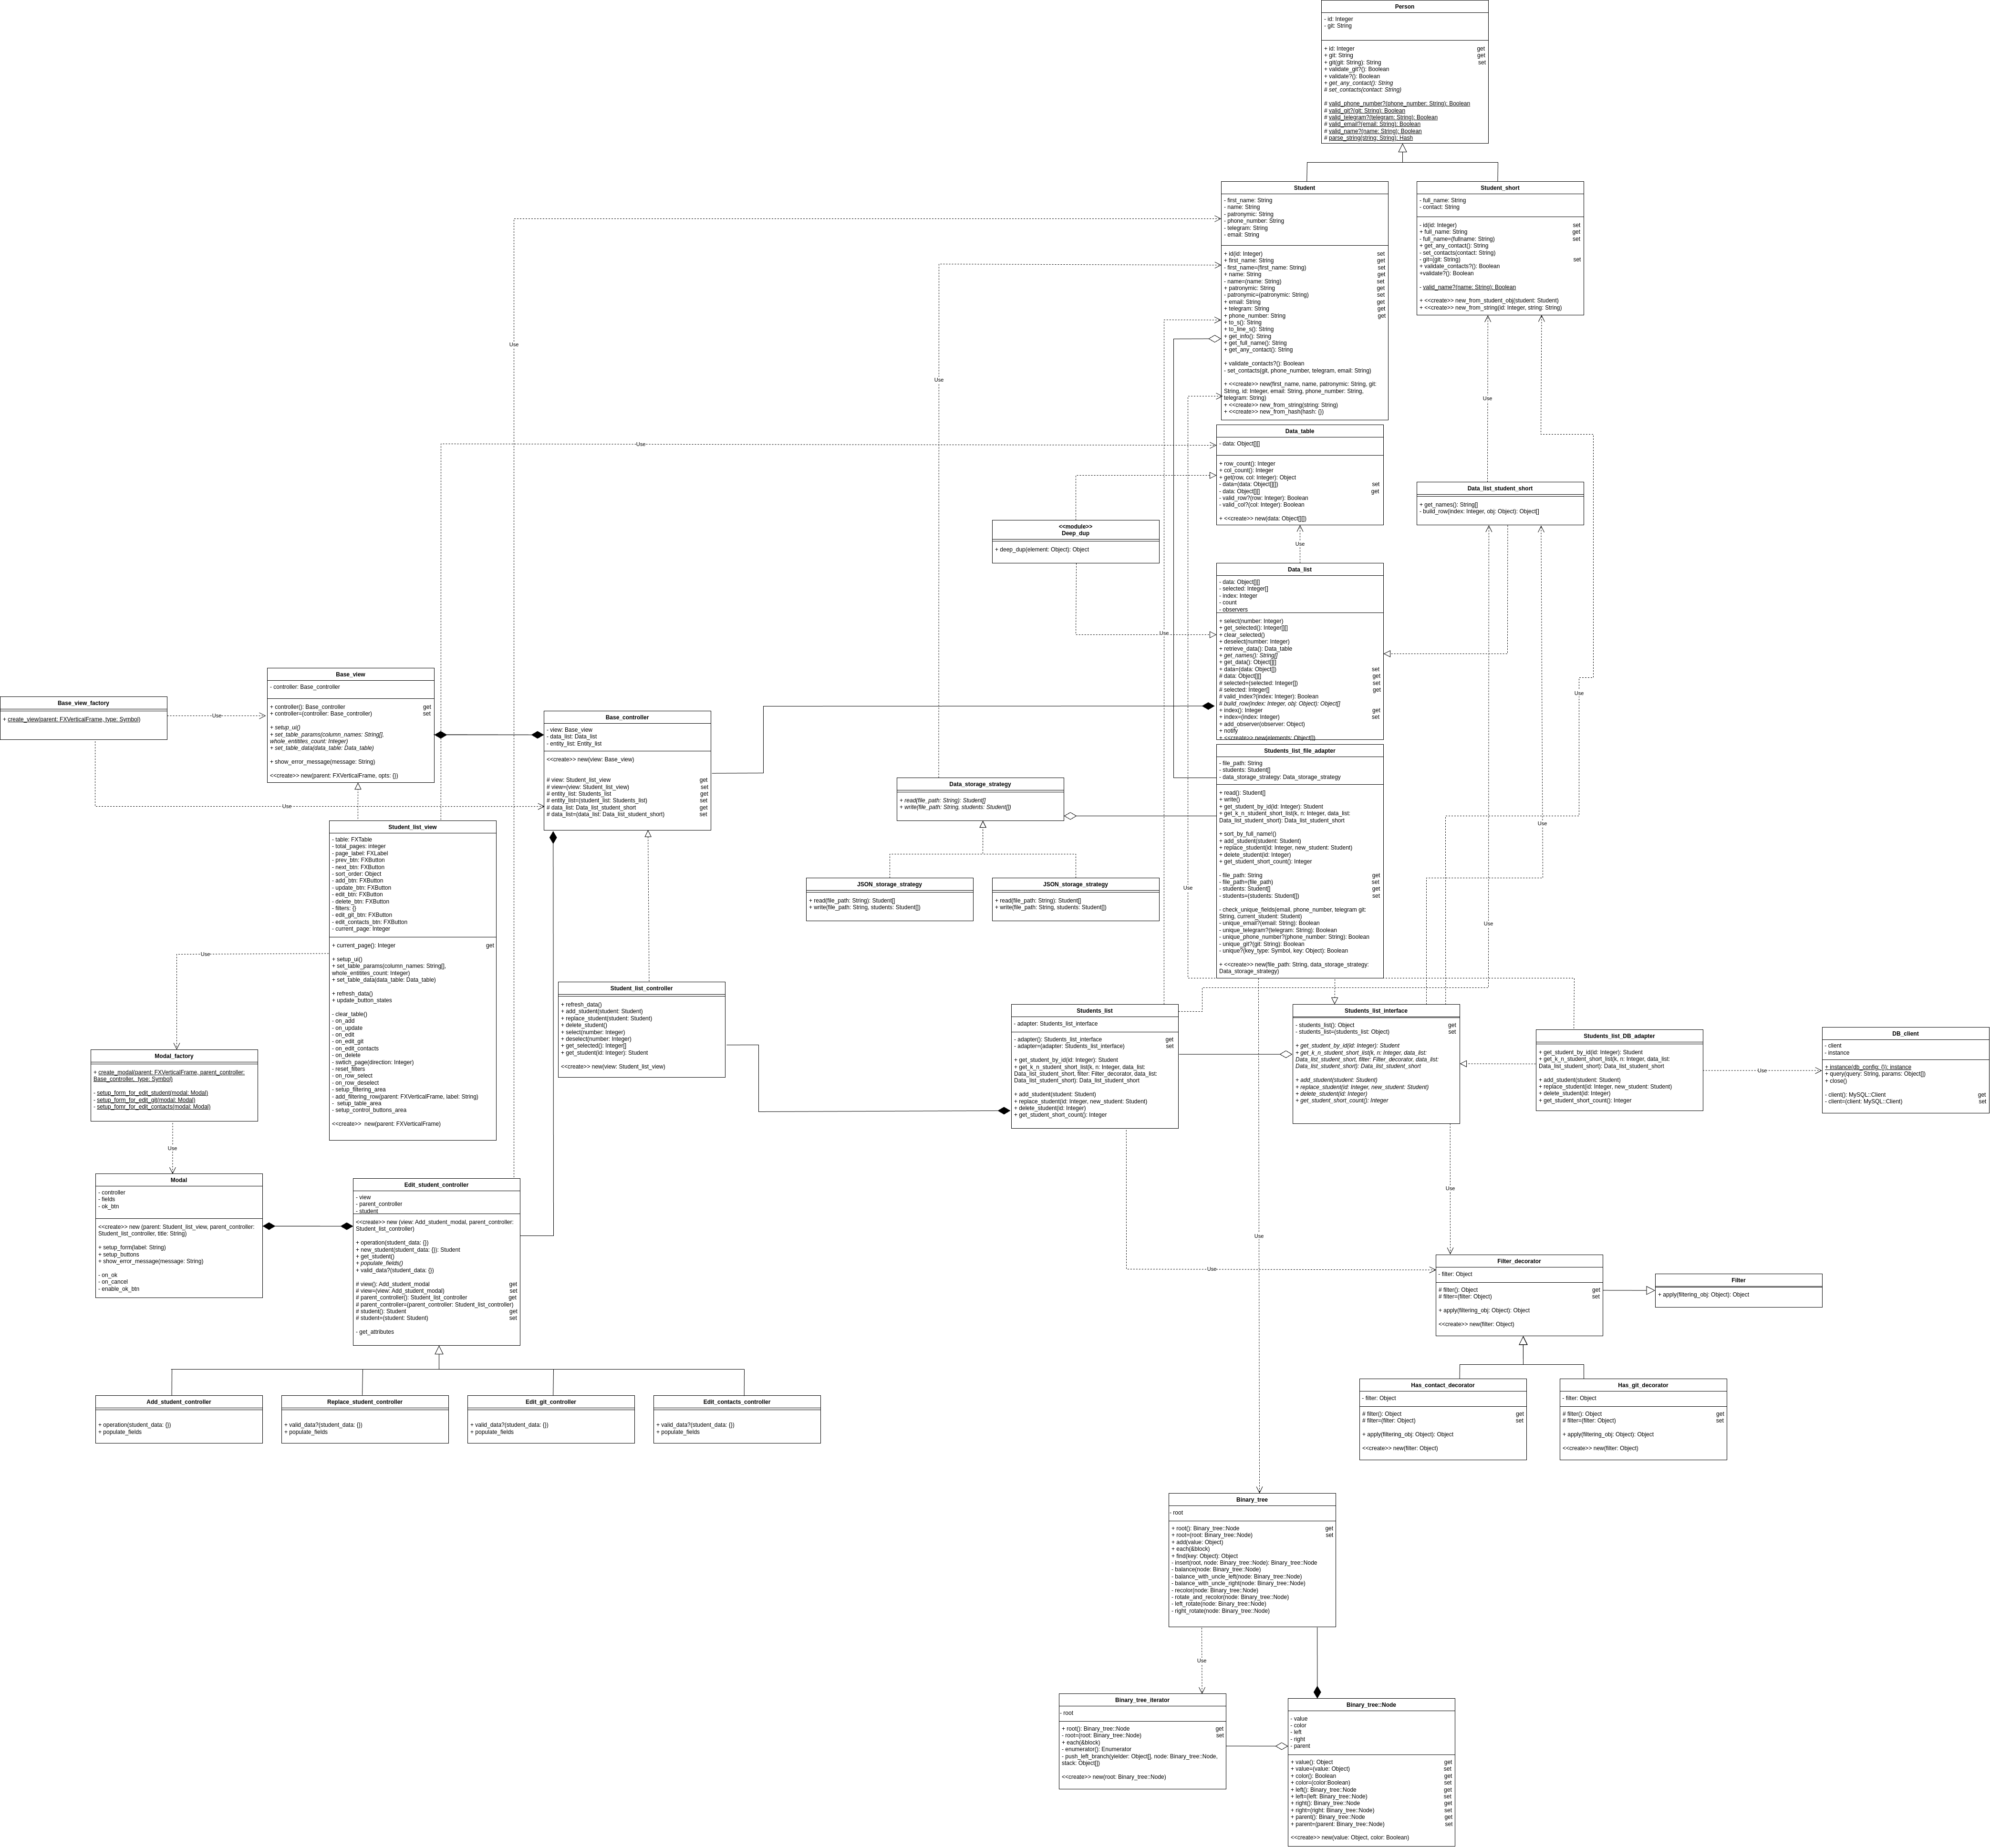 Person
- id: Integer
- git: String
+ id: Integer get
+ git: String get
+ git(git: String): String set
+ validate_git?(): Boolean
+ validate?(): Boolean
+ get_any_contact(): String
# set_contacts(contact: String)
# valid_phone_number?(phone_number: String): Boolean
# valid_git?(git: String): Boolean
# valid_telegram?(telegram: String): Boolean
# valid_email?(email: String): Boolean
# valid_name?(name: String): Boolean
# parse_string(string: String): Hash
Student
- first_name: String
- name: String
- patronymic: String
- phone_number: String
- telegram: String
- email: String
+ id(id: Integer) set
+ first_name: String get
- first_name=(first_name: String) set
+ name: String get
- name=(name: String) set
+ patronymic: String get
- patronymic=(patronymic: String) set
+ email: String get
+ telegram: String get
+ phone_number: String get
+ to_s(): String
+ to_line_s(): String
+ get_info(): String
+ get_full_name(): String
+ get_any_contact(): String
+ validate_contacts?(): Boolean
- set_contacts(git, phone_number, telegram, email: String)
+ <<create>> new(first_name, name, patronymic: String, git:
String, id: Integer, email: String, phone_number: String,
telegram: String)
+ <<create>> new_from_string(string: String)
+ <<create>> new_from_hash(hash: {})
Student_short
- full_name: String
- contact: String
- id(id: Integer) set
+ full_name: String get
- full_name=(fullname: String) set
+ get_any_contact(): String
- set_contacts(contact: String)
- git=(git: String) set
+ validate_contacts?(): Boolean
+validate?(): Boolean
- valid_name?(name: String): Boolean
+ <<create>> new_from_student_obj(student: Student)
+ <<create>> new_from_string(id: Integer, string: String)
Use
Use
Use
Use
Data_table
- data: Object[][]
+ row_count(): Integer
+ col_count(): Integer
+ get(row, col: Integer): Object
- data=(data: Object[][]) set
- data: Object[][] get
- valid_row?(row: Integer): Boolean
- valid_col?(col: Integer): Boolean
+ <<create>> new(data: Object[][])
Data_list_student_short
+ get_names(): String[]
- build_row(index: Integer, obj: Object): Object[]
<<module>>
Deep_dup
+ deep_dup(element: Object): Object
Use
Data_list
- data: Object[][]
- selected: Integer[]
- index: Integer
- count
- observers
+ select(number: Integer)
+ get_selected(): Integer[][]
+ clear_selected()
+ deselect(number: Integer)
+ retrieve_data(): Data_table
+ get_names(): String[]
+ get_data(): Object[][]
+ data=(data: Object[]) set
# data: Object[][] get
# selected=(selected: Integer[]) set
# selected: Integer[] get
# valid_index?(index: Integer): Boolean
# build_row(index: Integer, obj: Object): Object[]
+ index(): Integer get
+ index=(index: Integer) set
+ add_observer(observer: Object)
+ notify
+ <<create>> new(elements: Object[])
Use
Use
Base_view_factory
+ create_view(parent: FXVerticalFrame, type: Symbol)
Use
Base_view
- controller: Base_controller
+ controller(): Base_controller get
+ controller=(controller: Base_controller) set
+ setup_ui()
+ set_table_params(column_names: String[],
whole_entitites_count: Integer)
+ set_table_data(data_table: Data_table)
+ show_error_message(message: String)
<<create>> new(parent: FXVerticalFrame, opts: {})
Use
Base_controller
- view: Base_view
- data_list: Data_list
- entity_list: Entity_list
<<create>> new(view: Base_view)
# view: Student_list_view get
# view=(view: Student_list_view) set
# entity_list: Students_list get
# entity_list=(student_list: Students_list) set
# data_list: Data_list_student_short get
# data_list=(data_list: Data_list_student_short) set
Data_storage_strategy
+ read(file_path: String)): Student[]
+ write(file_path: String, students: Student[])
JSON_storage_strategy
+ read(file_path: String): Student[]
+ write(file_path: String, students: Student[])
JSON_storage_strategy
+ read(file_path: String): Student[]
+ write(file_path: String, students: Student[])
Students_list_file_adapter
- file_path: String
- students: Student[]
- data_storage_strategy: Data_storage_strategy
+ read(): Student[]
+ write()
+ get_student_by_id(id: Integer): Student
+ get_k_n_student_short_list(k, n: Integer, data_list:
Data_list_student_short): Data_list_student_short
+ sort_by_full_name!()
+ add_student(student: Student)
+ replace_student(id: Integer, new_student: Student)
+ delete_student(id: Integer)
+ get_student_short_count(): Integer
- file_path: String get
- file_path=(file_path) set
- students: Student[] get
- students=(students: Student[]) set
- check_unique_fields(email, phone_number, telegram git:
String, current_student: Student)
- unique_email?(email: String): Boolean
- unique_telegram?(telegram: String): Boolean
- unique_phone_number?(phone_number: String): Boolean
- unique_git?(git: String): Boolean
- unique?(key_type: Symbol, key: Object): Boolean
+ <<create>> new(file_path: String, data_storage_strategy:
Data_storage_strategy)
Use
Use
Use
Student_list_view
- table: FXTable
- total_pages: integer
- page_label: FXLabel
- prev_btn: FXButton
- next_btn: FXButton
- sort_order: Object
- add_btn: FXButton
- update_btn: FXButton
- edit_btn: FXButton
- delete_btn: FXButton
- filters: {}
- edit_git_btn: FXButton
- edit_contacts_btn: FXButton
- current_page: Integer
+ current_page(): Integer get
+ setup_ui()
+ set_table_params(column_names: String[],
whole_entitites_count: Integer)
+ set_table_data(data_table: Data_table)
+ refresh_data()
+ update_button_states
- clear_table()
- on_add
- on_update
- on_edit
- on_edit_git
- on_edit_contacts
- on_delete
- switch_page(direction: Integer)
- reset_filters
- on_row_select
- on_row_deselect
- setup_filtering_area
- add_filtering_row(parent: FXVerticalFrame, label: String)
- setup_table_area
- setup_control_buttons_area
<<create>> new(parent: FXVerticalFrame)
Use
Student_list_controller
+ refresh_data()
+ add_student(student: Student)
+ replace_student(student: Student)
+ delete_student()
+ select(number: Integer)
+ deselect(number: Integer)
+ get_selected(): Integer[]
+ get_student(id: Integer): Student
<<create>> new(view: Student_list_view)
Students_list
- adapter: Students_list_interface
- adapter(): Students_list_interface get
- adapter=(adapter: Students_list_interface) set
+ get_student_by_id(id: Integer): Student
+ get_k_n_student_short_list(k, n: Integer, data_list:
Data_list_student_short, filter: Filter_decorator, data_list:
Data_list_student_short): Data_list_student_short
+ add_student(student: Student)
+ replace_student(id: Integer, new_student: Student)
+ delete_student(id: Integer)
+ get_student_short_count(): Integer
Students_list_interface
- students_list(): Object get
- students_list=(students_list: Object) set
+ get_student_by_id(id: Integer): Student
+ get_k_n_student_short_list(k, n: Integer, data_list:
Data_list_student_short, filter: Filter_decorator, data_list:
Data_list_student_short): Data_list_student_short
+ add_student(student: Student)
+ replace_student(id: Integer, new_student: Student)
+ delete_student(id: Integer)
+ get_student_short_count(): Integer
Students_list_DB_adapter
+ get_student_by_id(id: Integer): Student
+ get_k_n_student_short_list(k, n: Integer, data_list:
Data_list_student_short): Data_list_student_short
+ add_student(student: Student)
+ replace_student(id: Integer, new_student: Student)
+ delete_student(id: Integer)
+ get_student_short_count(): Integer
Use
DB_client
- client
- instance
+ instance(db_config: {}): instance
+ query(query: String, params: Object[])
+ close()
- client(): MySQL::Client get
- client=(client: MySQL::Client) set
Modal_factory
+ create_modal(parent: FXVerticalFrame, parent_controller:
Base_controller, type: Symbol)
- setup_form_for_edit_student(modal: Modal)
- setup_form_for_edit_git(modal: Modal)
- setup_fomr_for_edit_contacts(modal: Modal)
Use
Modal
- controller
- fields
- ok_btn
<<create>> new (parent: Student_list_view, parent_controller:
Student_list_controller, title: String)
+ setup_form(label: String)
+ setup_buttons
+ show_error_message(message: String)
- on_ok
- on_cancel
- enable_ok_btn
Edit_student_controller
- view
- parent_controller
- student
<<create>> new (view: Add_student_modal, parent_controller:
Student_list_controller)
+ operation(student_data: {})
+ new_student(student_data: {}): Student
+ get_student()
+ populate_fields()
+ valid_data?(student_data: {})
# view(): Add_student_modal get
# view=(view: Add_student_modal) set
# parent_controller(): Student_list_controller get
# parent_controller=(parent_controller: Student_list_controller)
# student(): Student get
# student=(student: Student) set
- get_attributes
Use
Use
Use
Filter_decorator
- filter: Object
# filter(): Object get
# filter=(filter: Object) set
+ apply(filtering_obj: Object): Object
<<create>> new(filter: Object)
Filter
+ apply(filtering_obj: Object): Object
Add_student_controller
+ operation(student_data: {})
+ populate_fields
Replace_student_controller
+ valid_data?(student_data: {})
+ populate_fields
Edit_git_controller
+ valid_data?(student_data: {})
+ populate_fields
Edit_contacts_controller
+ valid_data?(student_data: {})
+ populate_fields
Has_contact_decorator
- filter: Object
# filter(): Object get
# filter=(filter: Object) set
+ apply(filtering_obj: Object): Object
<<create>> new(filter: Object)
Has_git_decorator
- filter: Object
# filter(): Object get
# filter=(filter: Object) set
+ apply(filtering_obj: Object): Object
<<create>> new(filter: Object)
Binary_tree
- root
+ root(): Binary_tree::Node get
+ root=(root: Binary_tree::Node) set
+ add(value: Object)
+ each(&block)
+ find(key: Object): Object
- insert(root, node: Binary_tree::Node): Binary_tree::Node
- balance(node: Binary_tree::Node)
- balance_with_uncle_left(node: Binary_tree::Node)
- balance_with_uncle_right(node: Binary_tree::Node)
- recolor(node: Binary_tree::Node)
- rotate_and_recolor(node: Binary_tree::Node)
- left_rotate(node: Binary_tree::Node)
- right_rotate(node: Binary_tree::Node)
Use
Binary_tree_iterator
- root
+ root(): Binary_tree::Node get
- root=(root: Binary_tree::Node) set
+ each(&block)
- enumerator(): Enumerator
- push_left_branch(yielder: Object[], node: Binary_tree::Node,
stack: Object[])
<<create>> new(root: Binary_tree::Node)
Binary_tree::Node
- value
- color
- left
- right
- parent
+ value(): Object get
+ value=(value: Object) set
+ color(): Boolean get
+ color=(color:Boolean) set
+ left(): Binary_tree::Node get
+ left=(left: Binary_tree::Node) set
+ right(): Binary_tree::Node get
+ right=(right: Binary_tree::Node) set
+ parent(): Binary_tree::Node get
+ parent=(parent: Binary_tree::Node) set
<<create>> new(value: Object, color: Boolean)